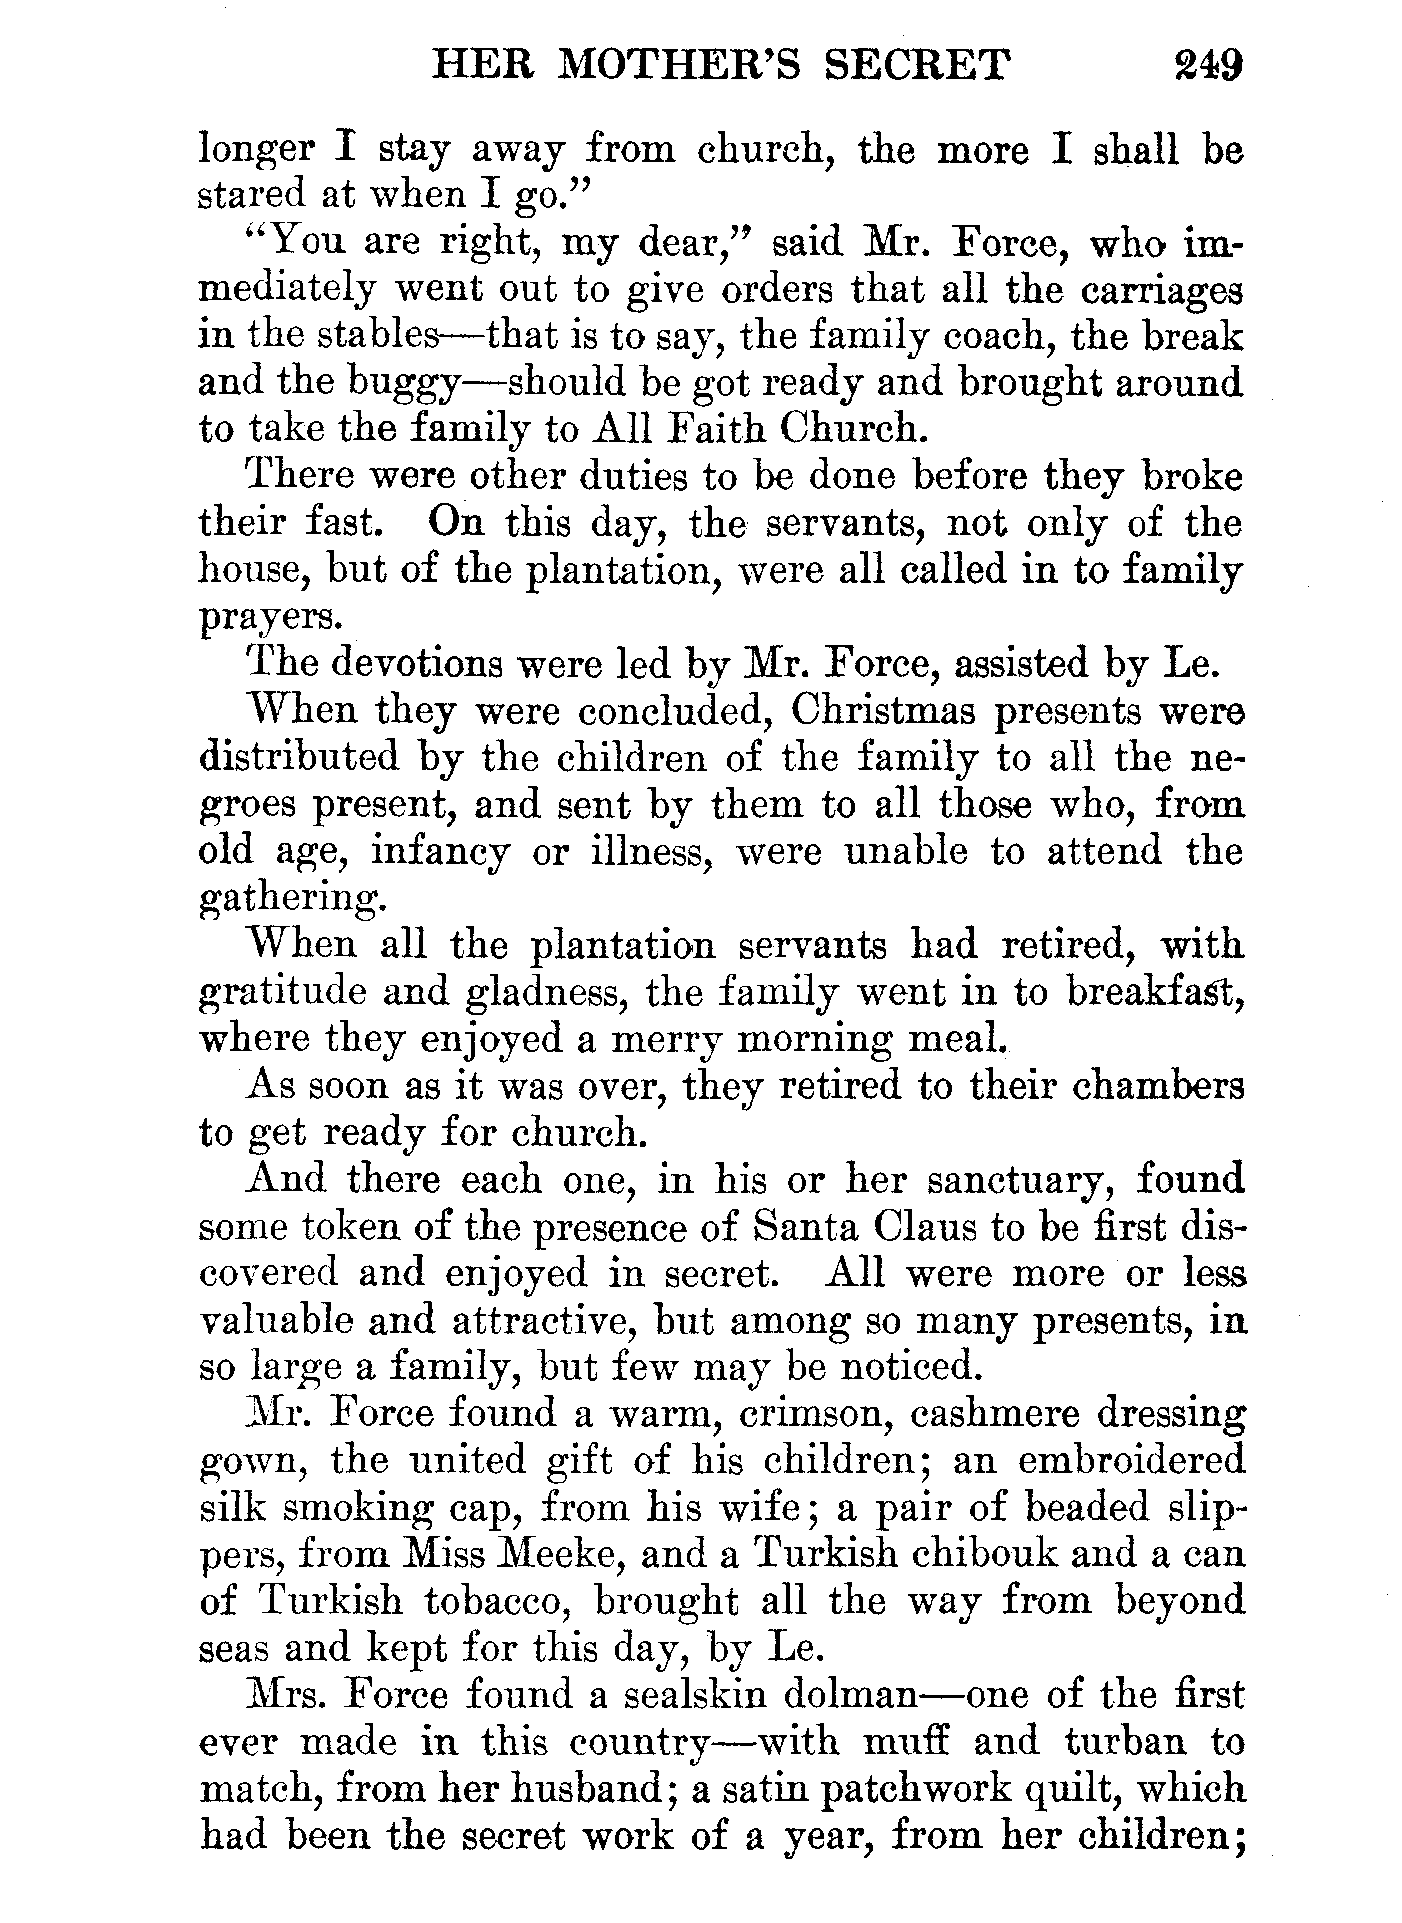 HER MOTHER'S SECRET 249
longer I stay away from church, the more I shall be
stared at when I go."
"You are right, my dear," said Mr. Force, who im-
mediately went out to give orders that all the carriages
in the stables—that is to say, the family coach, the break
and the buggy—should be got ready and brought around
to take the family to All Faith Church.
There were other duties to be done before they broke
their fast. On this day, the servants, not only of the
house, but of the plantation, were all called in to family
prayers.
The devotions were led by Mr. Force, assisted by Le.
When they were concluded, Christmas presents were
distributed by the children of the family to all the ne-
groes present, and sent by them to all those who, from
old age, infancy or illness, were unable to attend the
gathering.
When all the plantation servants had retired, with
gratitude and gladness, the family went in to breakfast,
where they enjoyed a merry morning meal.
As soon as it was over, they retired to their chambers
to get ready for church.
And there each one, in his or her sanctuary, found
some token of the presence of Santa Claus to be first dis-
covered and enjoyed in secret. All were more or less
valuable and attractive, but among so many presents, in
so large a family, but few may be noticed.
Mr. Force found a warm, crimson, cashmere dressing
gown, the united gift of his children; an embroidered
silk smoking cap, from his wife; a pair of beaded slip-
pers, from Miss Meeke, and a Turkish chibouk and a can
of Turkish tobacco, brought all the way from beyond
seas and kept for this day, by Le.
Mrs. Force found a sealskin dolman—one of the first
ever made in this country—with muff and turban to
match, from her husband; a satin patchwork quilt, which
had been the secret work of a year, from her children;